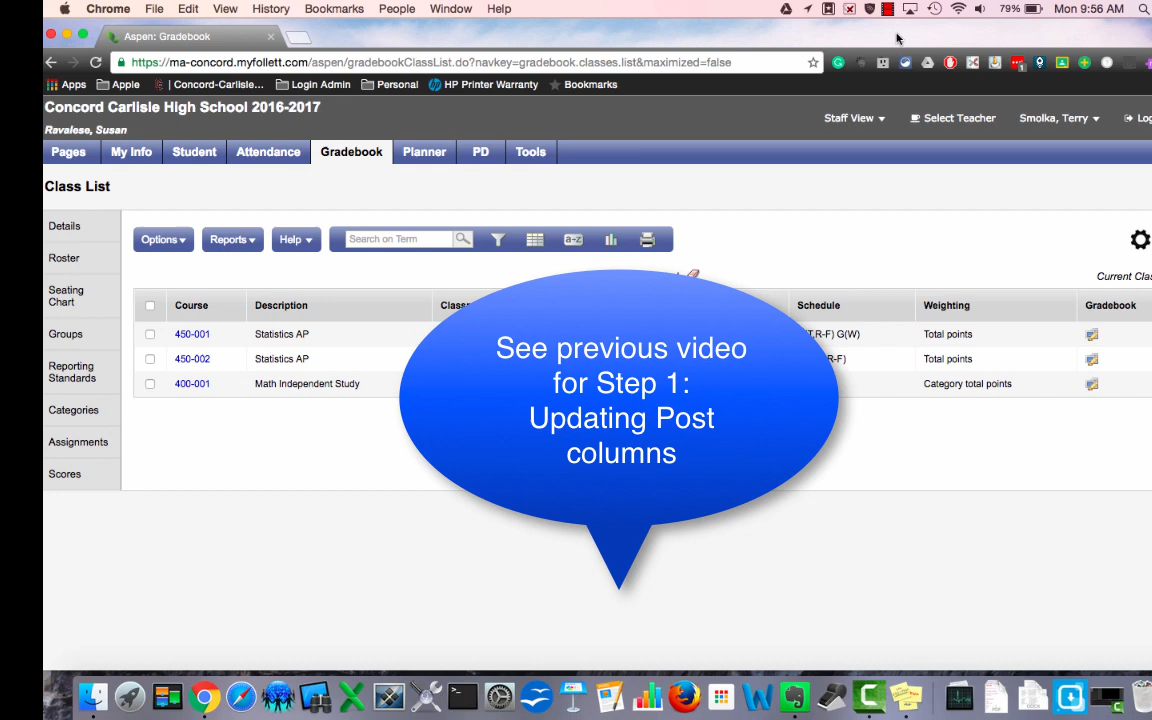 Chrome File Edit View History Bookmarks People Window Help 79% Mon 9:56 AM
Aspen: Gradebook
https://ma-concord.myfollett.com/aspen/gradebookClassList.do?navkey=gradebook.classes.list&maximized=false
Apps Apple | Concord-Carlisle... Login Admin Personal HP Printer Warranty Bookmarks
Concord Carlisle High School 2016-2017
Ravalese, Susan
Staff View Select Teacher Smolka, Terry Log
Pages My Info Student Attendance Gradebook Planner PD Tools
Class List
Details
Roster
Seating
Chart
Groups
Reporting
Standards
Categories
Assignments
Scores
Options Reports Help Search on Term a-z
Current Clas
Course Description Class Schedule Weighting Gradebook
450-001 Statistics AP T,R-F) G(W) Total points
450-002 Statistics AP R-F) Total points
400-001 Math Independent Study Category total points
See previous video
for Step 1:
Updating Post
columns